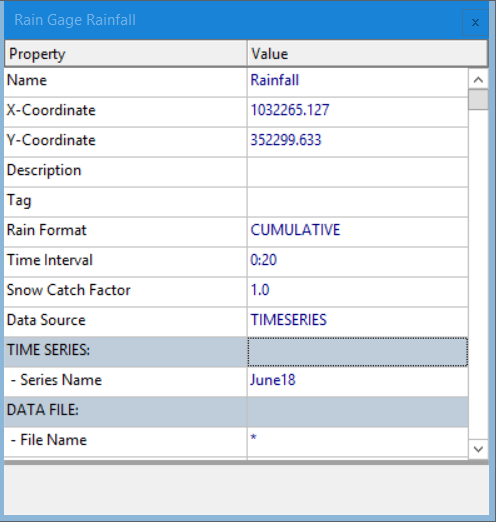 Rain Gage Rainfall x
Property Value
Name Rainfall
X-Coordinate 1032265.127
Y-Coordinate 352299.633
Description
Tag
Rain Format CUMULATIVE
Time Interval 0:20
Snow Catch Factor 1.0
Data Source TIMESERIES
TIME SERIES:
- Series Name June18
DATA FILE:
- File Name *